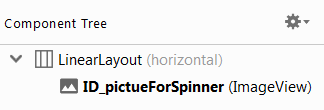 Component Tree
LinearLayout (horizontal)
ID_pictueForSpinner (ImageView)